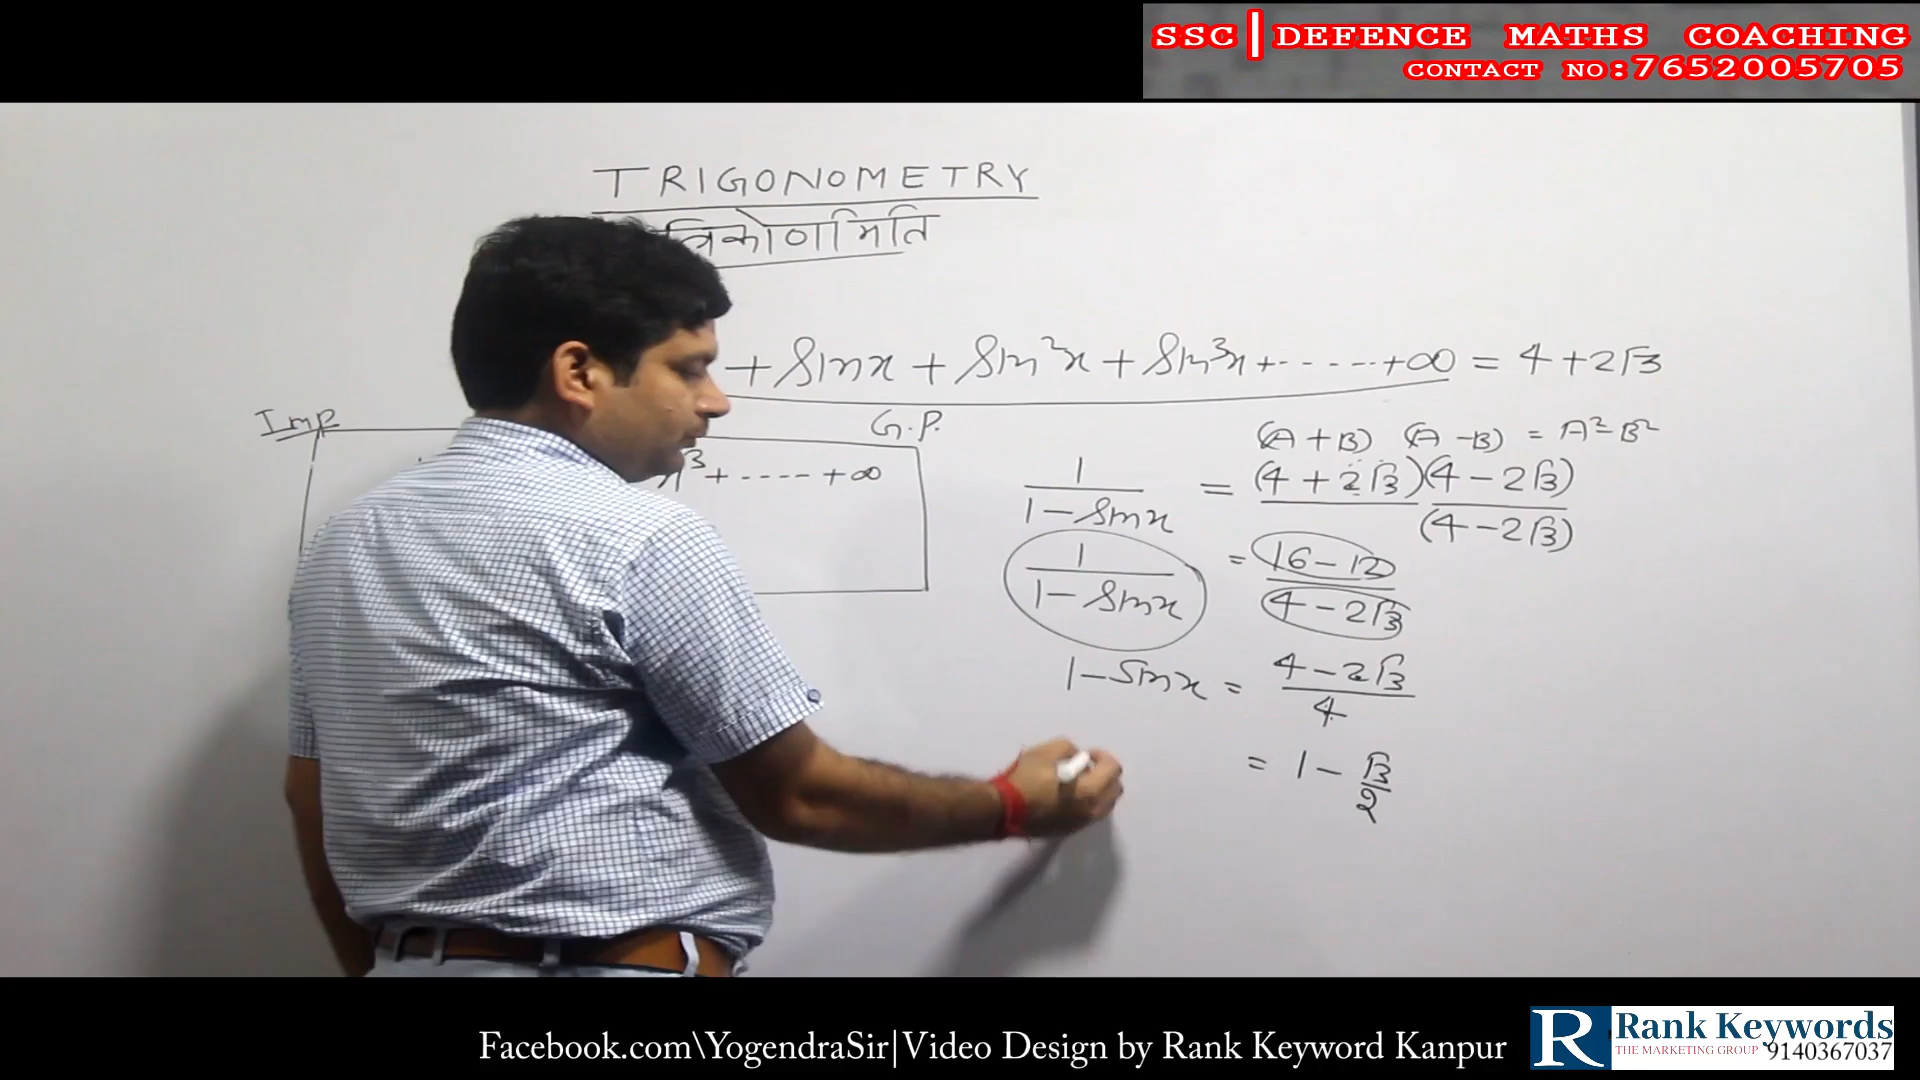 SSC|DEFENCE MATHS COACHING
CONTACT NO:7652005705
TRIGONOMETRY
त्रिकोणमिति
+ Sinx + Sin²x + Sin³x + ----- + ∞ = 4 + 2√3
Imp
G.P.
x³ + ---- + ∞
(A + B) (A - B) = A² - B²
1/(1 - Sinx) = (4 + 2√3)(4 - 2√3)/(4 - 2√3)
1/(1 - Sinx) = (16 - 12)/(4 - 2√3)
1 - Sinx = (4 - 2√3)/4
= 1 - √3/2
Facebook.com\YogendraSir|Video Design by Rank Keyword Kanpur
R Rank Keywords
THE MARKETING GROUP 9140367037